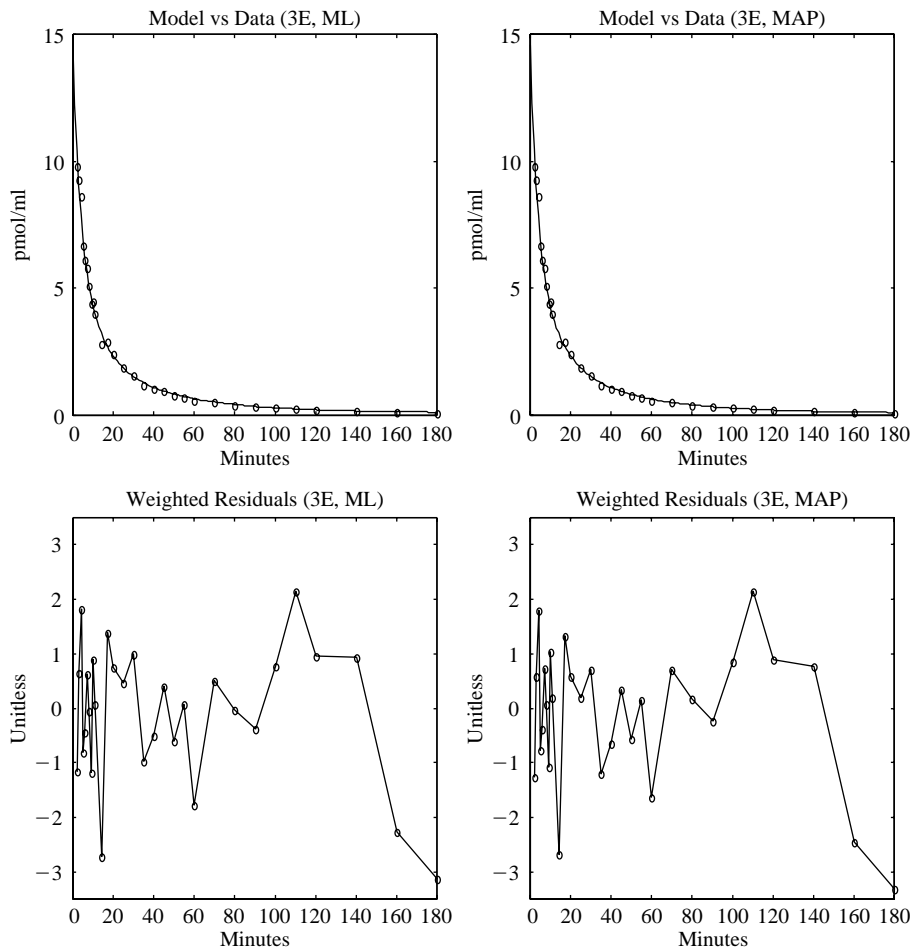 Model vs Data (3E, ML)
15
10
5
0
pmol/ml
0 20 40 60 80 100 120 140 160 180
Minutes
Model vs Data (3E, MAP)
15
10
5
0
pmol/ml
0 20 40 60 80 100 120 140 160 180
Minutes
Weighted Residuals (3E, ML)
3
2
1
0
−1
−2
−3
Unitless
0 20 40 60 80 100 120 140 160 180
Minutes
Weighted Residuals (3E, MAP)
3
2
1
0
−1
−2
−3
Unitless
0 20 40 60 80 100 120 140 160 180
Minutes